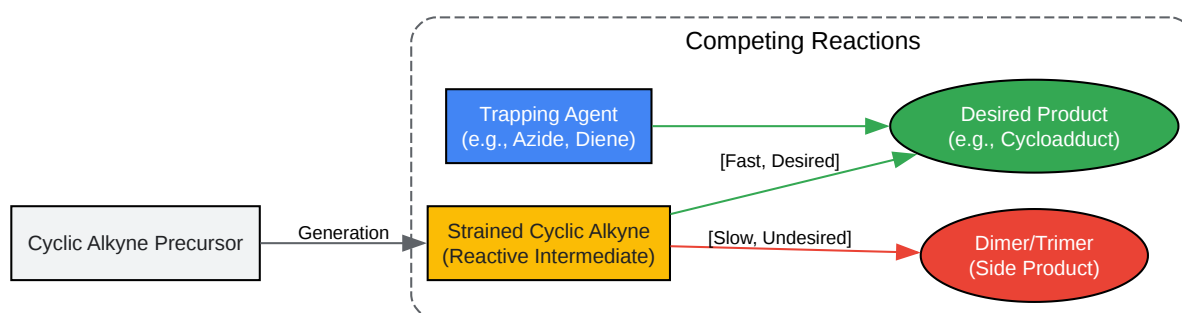 Competing Reactions
Trapping Agent
(e.g., Azide, Diene)
Desired Product
(e.g., Cycloadduct)
[Fast, Desired]
Cyclic Alkyne Precursor
Generation
Strained Cyclic Alkyne
(Reactive Intermediate)
[Slow, Undesired]
Dimer/Trimer
(Side Product)